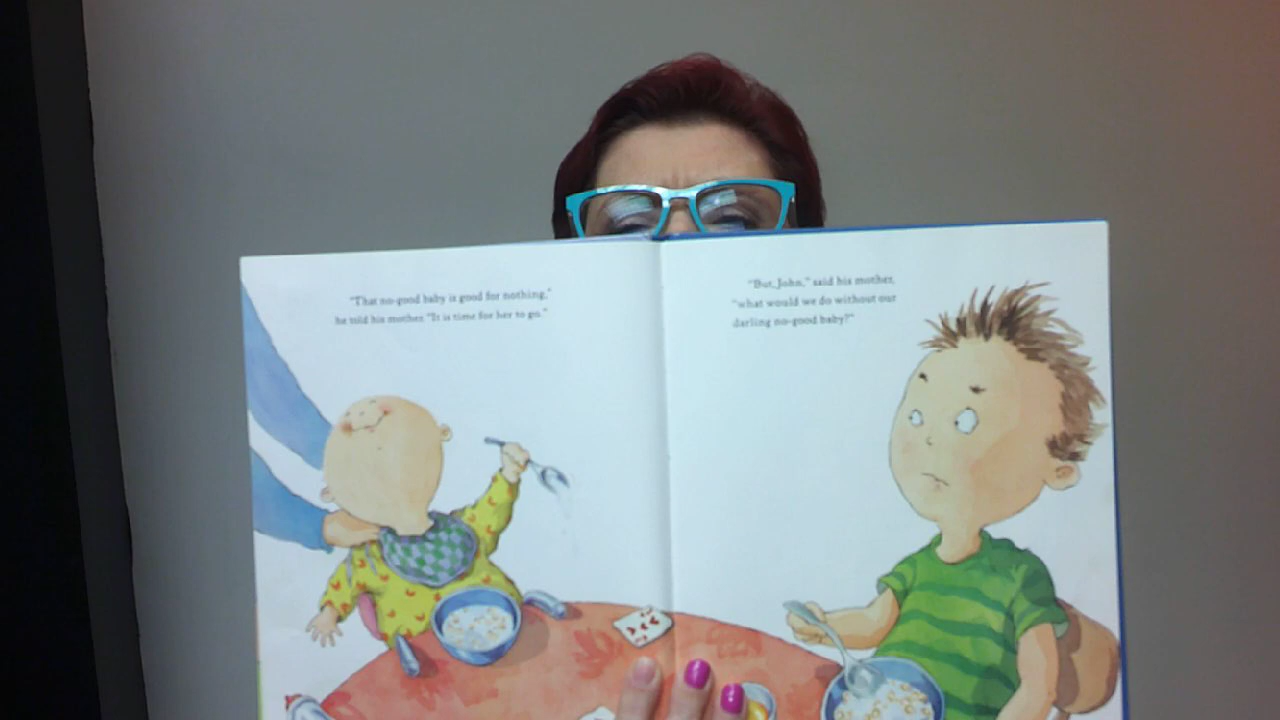 "That no-good baby is good for nothing,"
he told his mother. "It is time for her to go."
"But, John," said his mother,
"what would we do without our
darling no-good baby?"